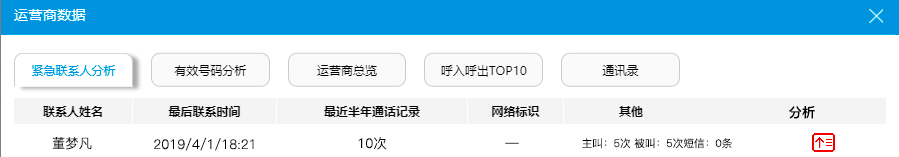 运营商数据
紧急联系人分析 有效号码分析 运营商总览 呼入呼出TOP10 通讯录
联系人姓名 最后联系时间 最近半年通话记录 网络标识 其他 分析
董梦凡 2019/4/1/18:21 10次 — 主叫：5次 被叫：5次短信：0条